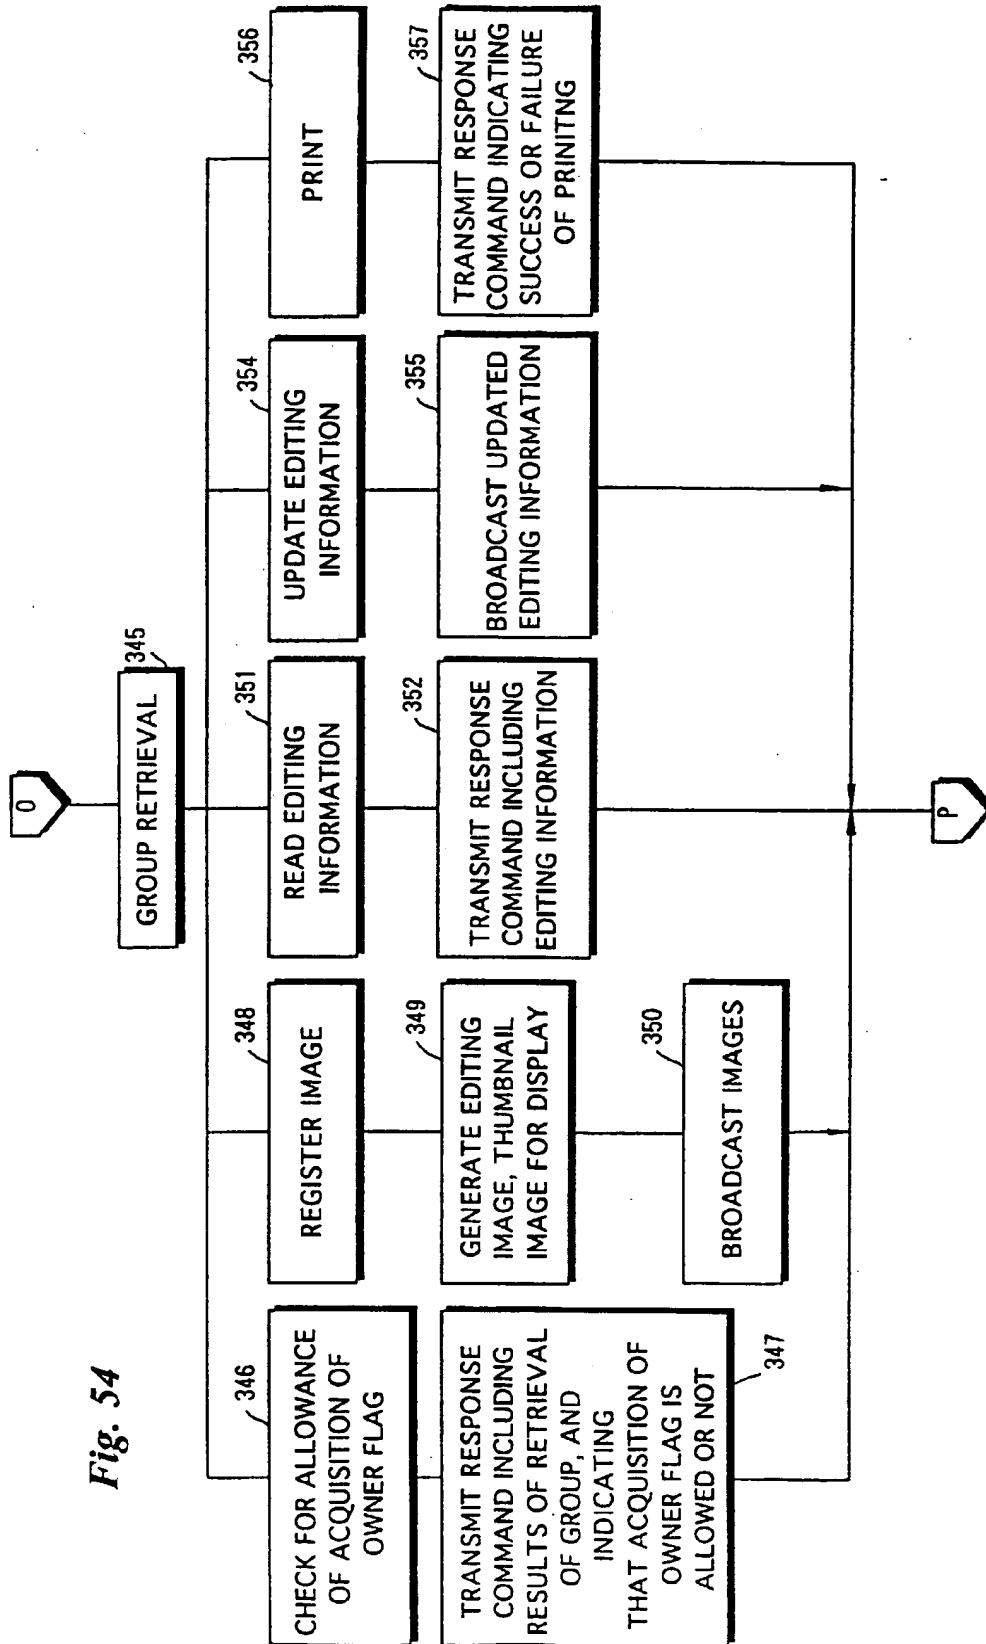 Fig. 54
O
GROUP RETRIEVAL
345
346
CHECK FOR ALLOWANCE
OF ACQUISITION OF
OWNER FLAG
TRANSMIT RESPONSE
COMMAND INCLUDING
RESULTS OF RETRIEVAL
OF GROUP, AND
INDICATING
THAT ACQUISITION OF
OWNER FLAG IS
ALLOWED OR NOT
347
348
REGISTER IMAGE
349
GENERATE EDITING
IMAGE, THUMBNAIL
IMAGE FOR DISPLAY
350
BROADCAST IMAGES
351
READ EDITING
INFORMATION
352
TRANSMIT RESPONSE
COMMAND INCLUDING
EDITING INFORMATION
354
UPDATE EDITING
INFORMATION
355
BROADCAST UPDATED
EDITING INFORMATION
356
PRINT
357
TRANSMIT RESPONSE
COMMAND INDICATING
SUCCESS OR FAILURE
OF PRINITNG
P